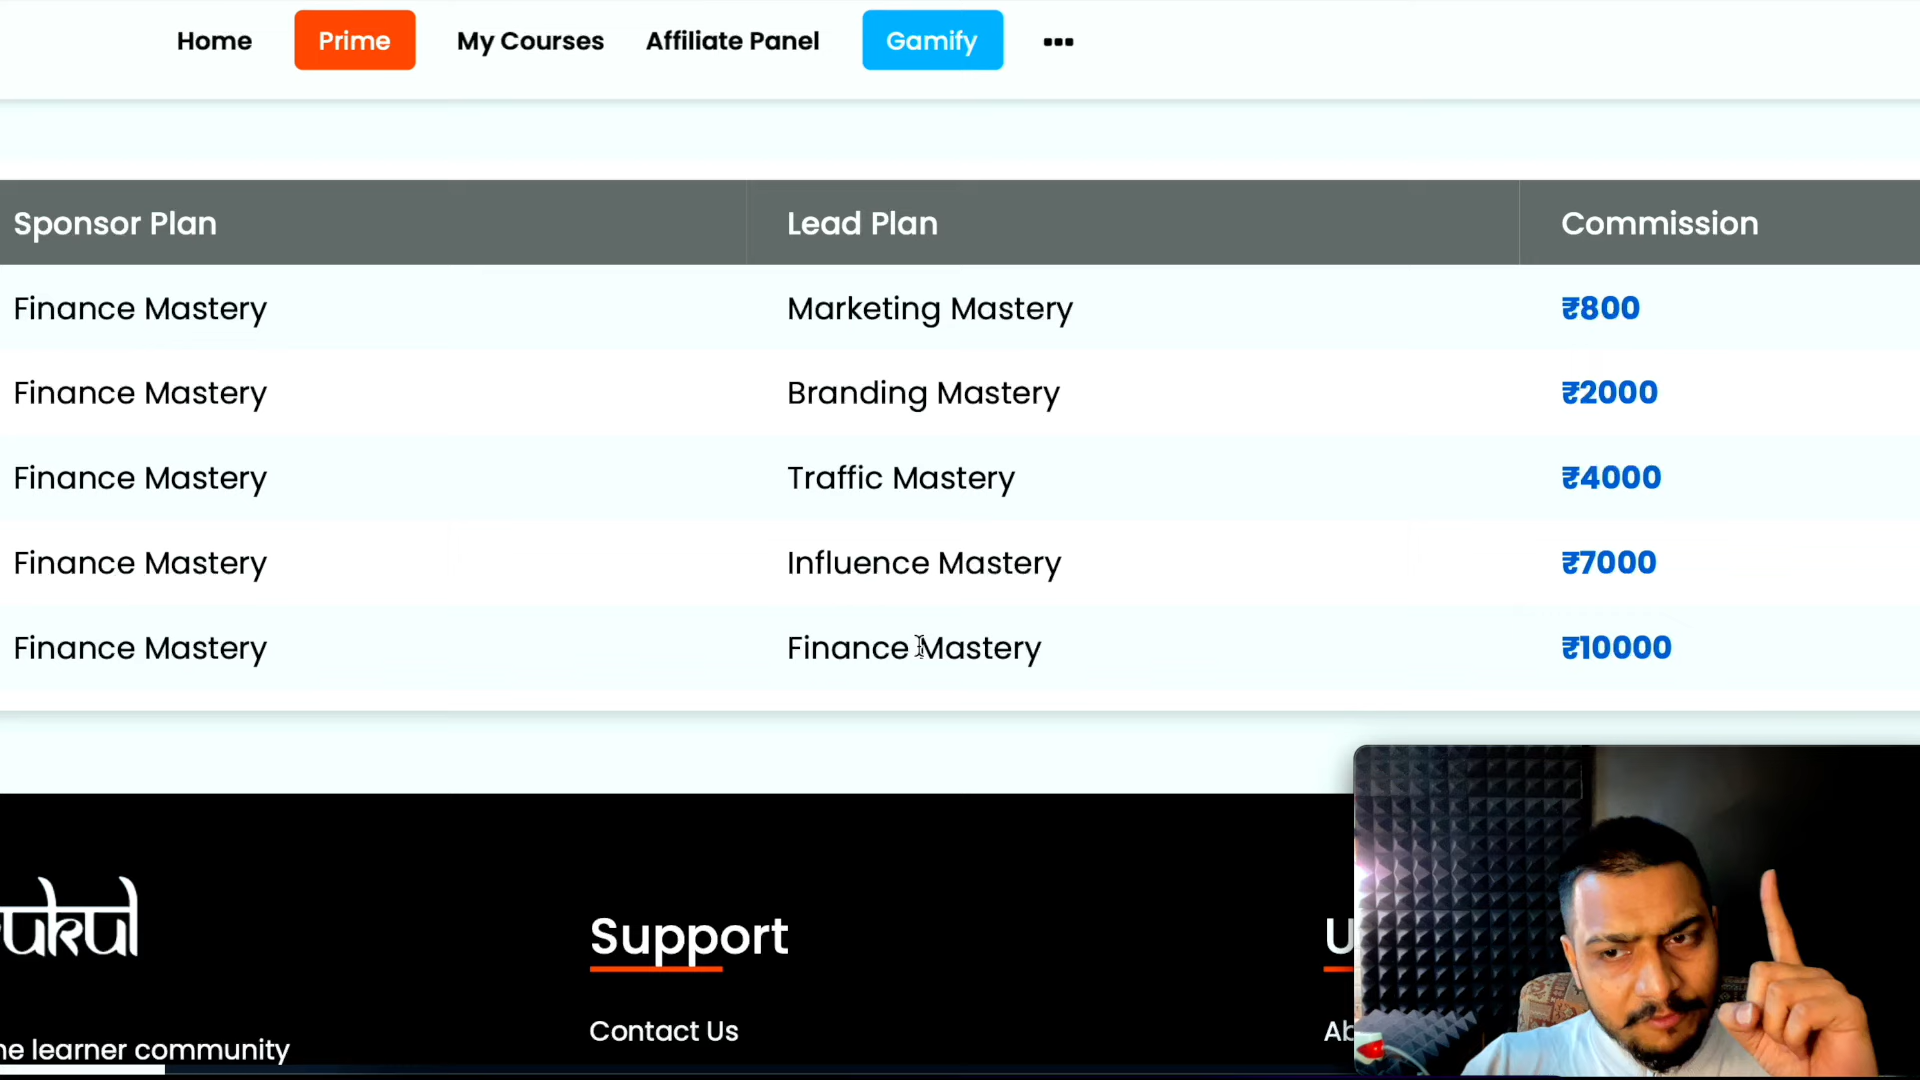 Home Prime My Courses Affiliate Panel Gamify
Sponsor Plan Lead Plan Commission
Finance Mastery Marketing Mastery ₹800
Finance Mastery Branding Mastery ₹2000
Finance Mastery Traffic Mastery ₹4000
Finance Mastery Influence Mastery ₹7000
Finance Mastery Finance Mastery ₹10000
ukul
Support U
Contact Us Ab
ne learner community